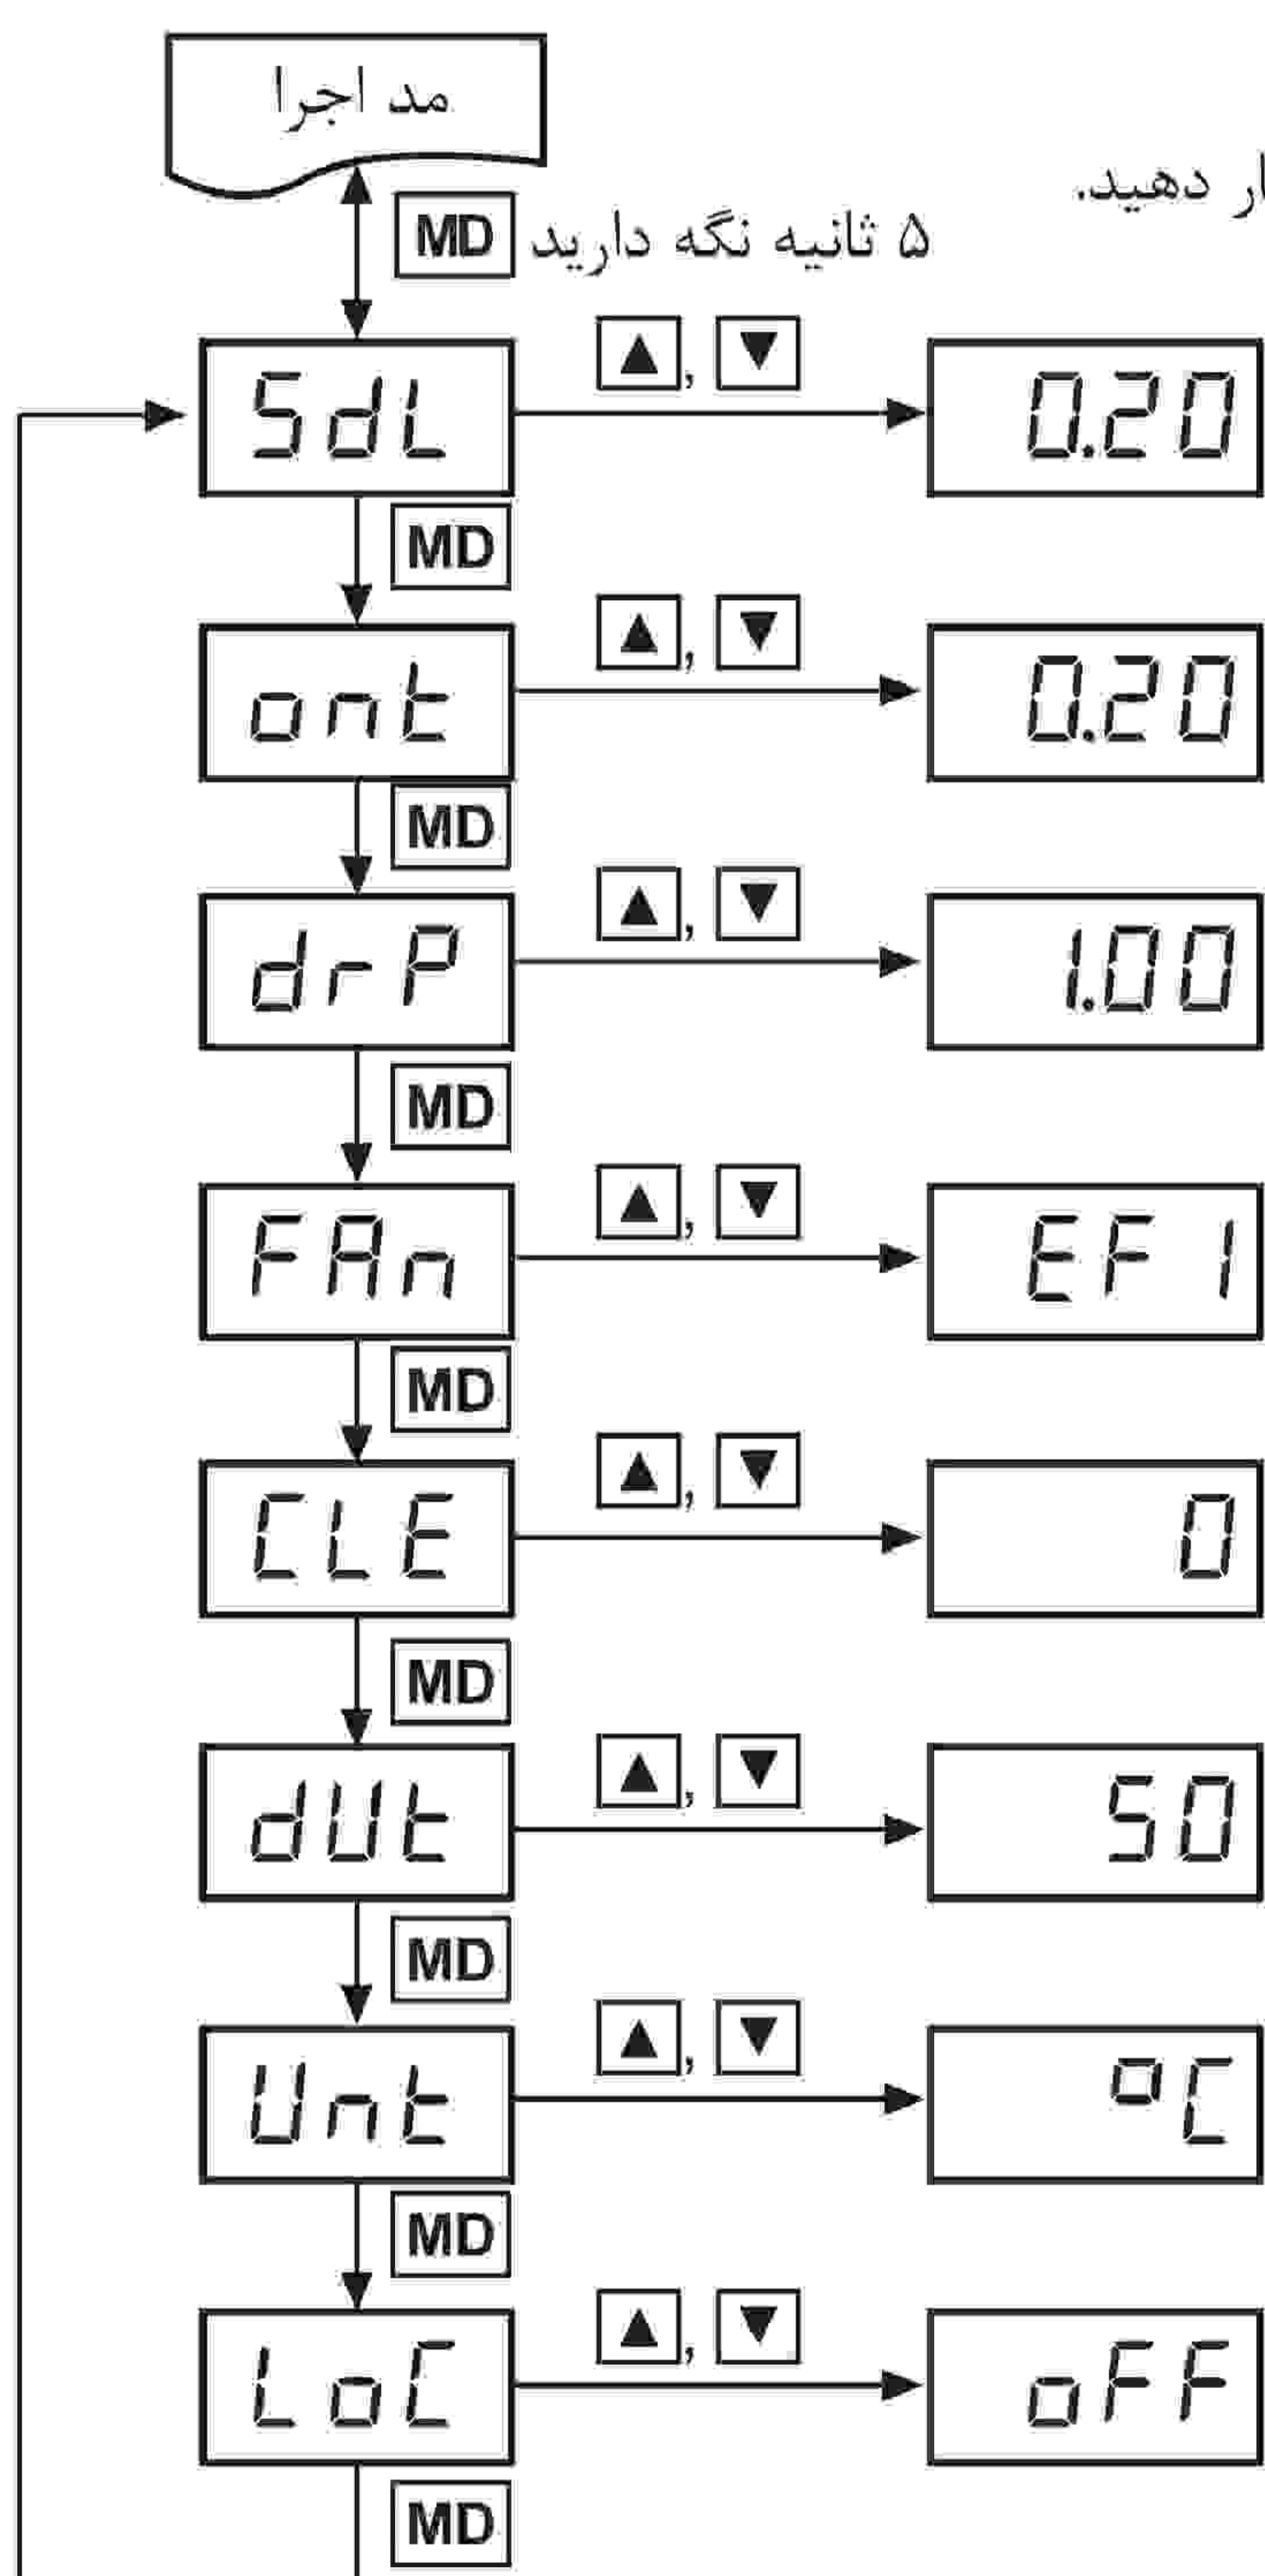 مد اجرا
ار دهید.
MD ۵ ثانیه نگه دارید
▲, ▼
SdL 0.20
MD
▲, ▼
ont 0.20
MD
▲, ▼
drP 1.00
MD
▲, ▼
FAn EF1
MD
▲, ▼
CLE 0
MD
▲, ▼
dUt 50
MD
▲, ▼
Unt °C
MD
▲, ▼
LoC oFF
MD